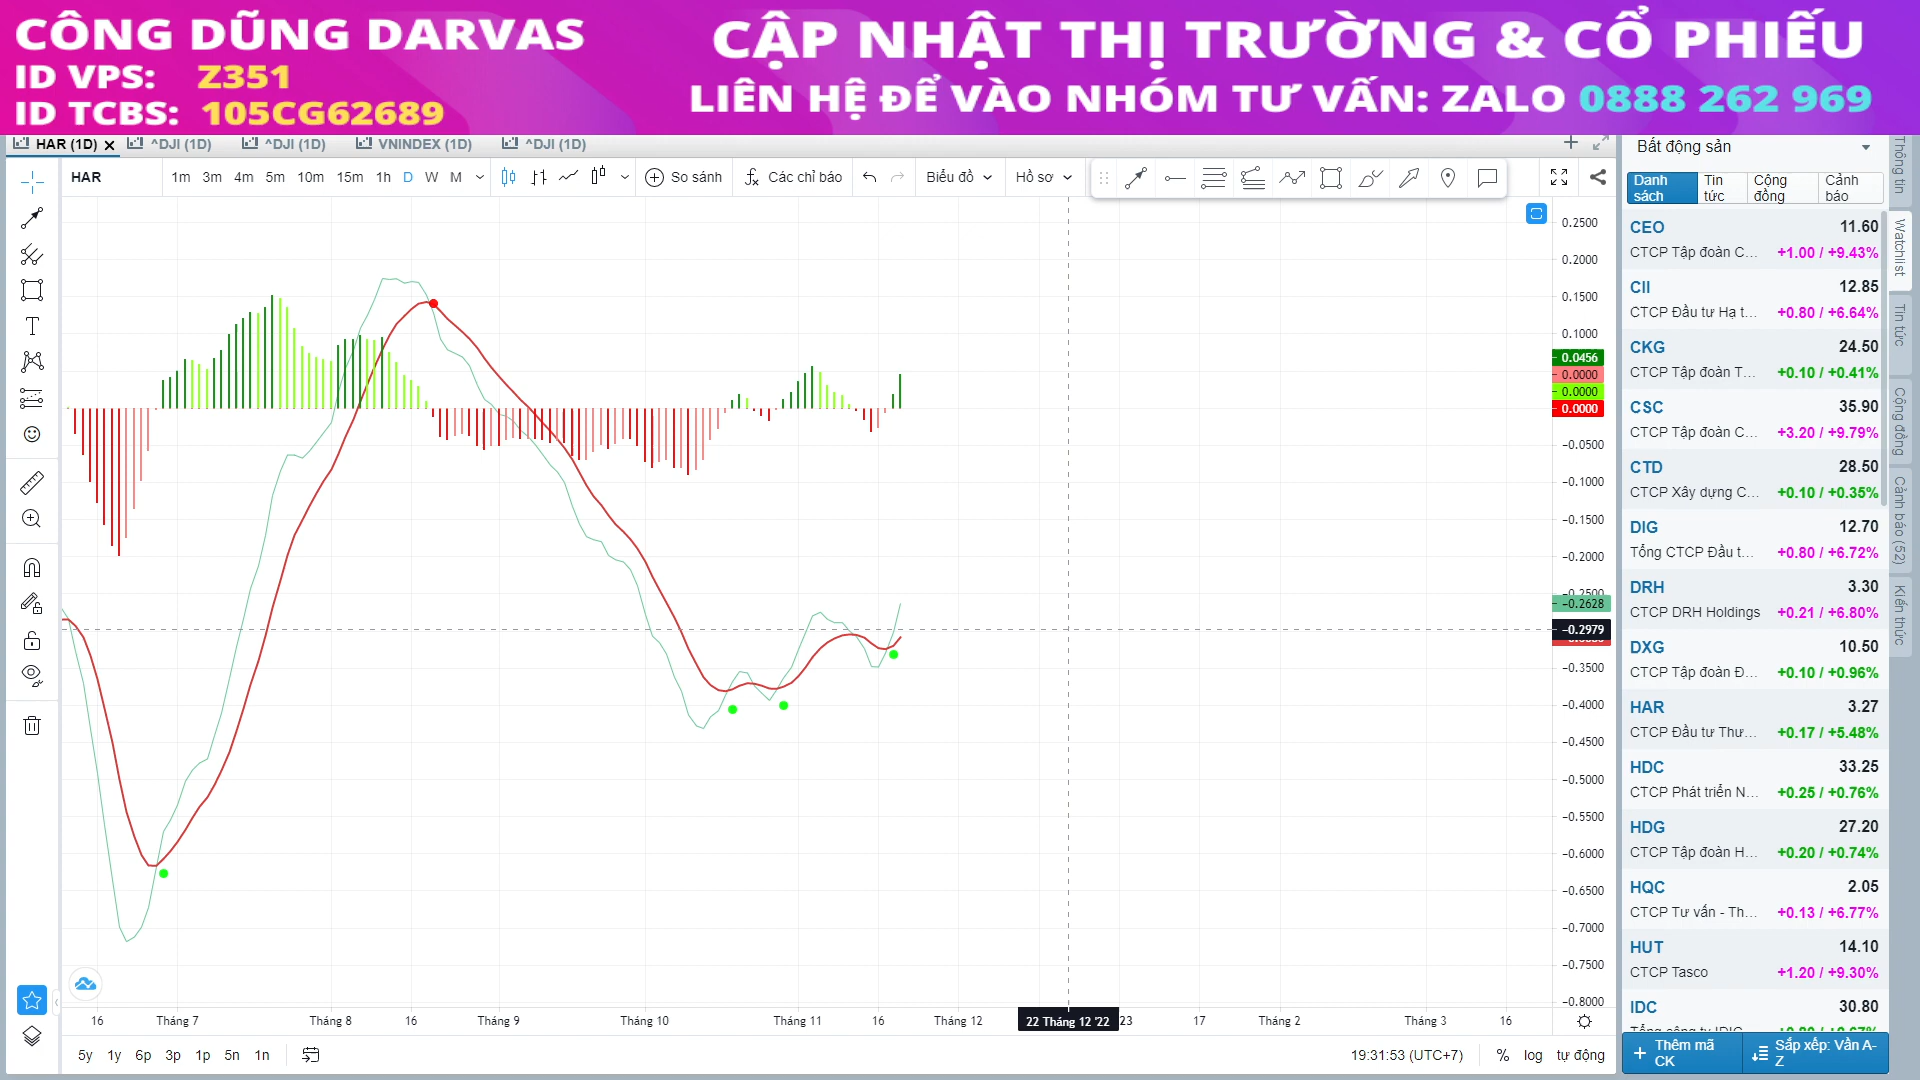 CÔNG DŨNG DARVAS
ID VPS: Z351
ID TCBS: 105CG62689
CẬP NHẬT THỊ TRƯỜNG & CỔ PHIẾU
LIÊN HỆ ĐỂ VÀO NHÓM TƯ VẤN: ZALO 0888 262 969
HAR (1D) ^DJI (1D) ^DJI (1D) VNINDEX (1D) ^DJI (1D)
HAR 1m 3m 4m 5m 10m 15m 1h D W M So sánh Các chỉ báo Biểu đồ Hồ sơ
0.2500
0.2000
0.1500
0.1000
0.0456
0.0000
0.0000
0.0000
-0.0500
-0.1000
-0.1500
-0.2000
-0.2628
-0.2979
-0.3500
-0.4000
-0.4500
-0.5000
-0.5500
-0.6000
-0.6500
-0.7000
-0.7500
-0.8000
16 Tháng 7 Tháng 8 16 Tháng 9 Tháng 10 Tháng 11 16 Tháng 12 22 Tháng 12 '22 23 17 Tháng 2 Tháng 3 16
5y 1y 6p 3p 1p 5n 1n
19:31:53 (UTC+7) % log tự động
Bất động sản
Danh sách
Tin tức
Cộng đồng
Cảnh báo
CEO 11.60
CTCP Tập đoàn C... +1.00 / +9.43%
CII 12.85
CTCP Đầu tư Hạ t... +0.80 / +6.64%
CKG 24.50
CTCP Tập đoàn T... +0.10 / +0.41%
CSC 35.90
CTCP Tập đoàn C... +3.20 / +9.79%
CTD 28.50
CTCP Xây dựng C... +0.10 / +0.35%
DIG 12.70
Tổng CTCP Đầu t... +0.80 / +6.72%
DRH 3.30
CTCP DRH Holdings +0.21 / +6.80%
DXG 10.50
CTCP Tập đoàn Đ... +0.10 / +0.96%
HAR 3.27
CTCP Đầu tư Thư... +0.17 / +5.48%
HDC 33.25
CTCP Phát triển N... +0.25 / +0.76%
HDG 27.20
CTCP Tập đoàn H... +0.20 / +0.74%
HQC 2.05
CTCP Tư vấn - Th... +0.13 / +6.77%
HUT 14.10
CTCP Tasco +1.20 / +9.30%
IDC 30.80
Thêm mã CK
Sắp xếp: Vần A-Z
Thông tin
Watchlist
Tin tức
Cộng đồng
Cảnh báo (52)
Kiến thức